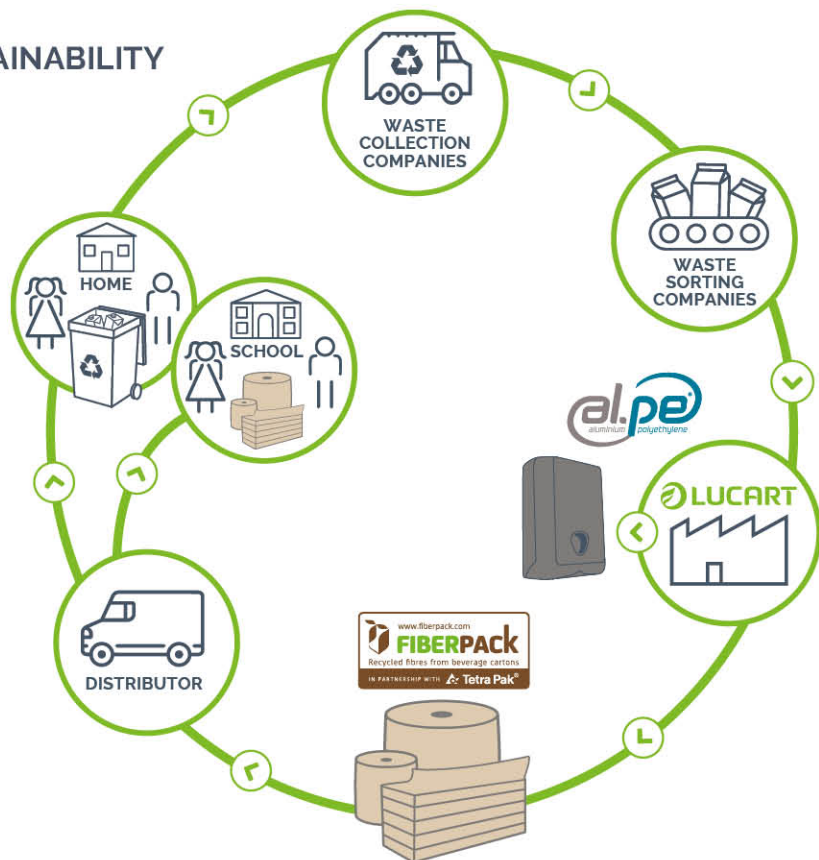 AINABILITY
WASTE
COLLECTION
COMPANIES
WASTE
SORTING
COMPANIES
HOME
SCHOOL
al.pe®
aluminium polyethylene
LUCART
www.fiberpack.com
FIBERPACK
Recycled fibres from beverage cartons
IN PARTNERSHIP WITH Tetra Pak®
DISTRIBUTOR